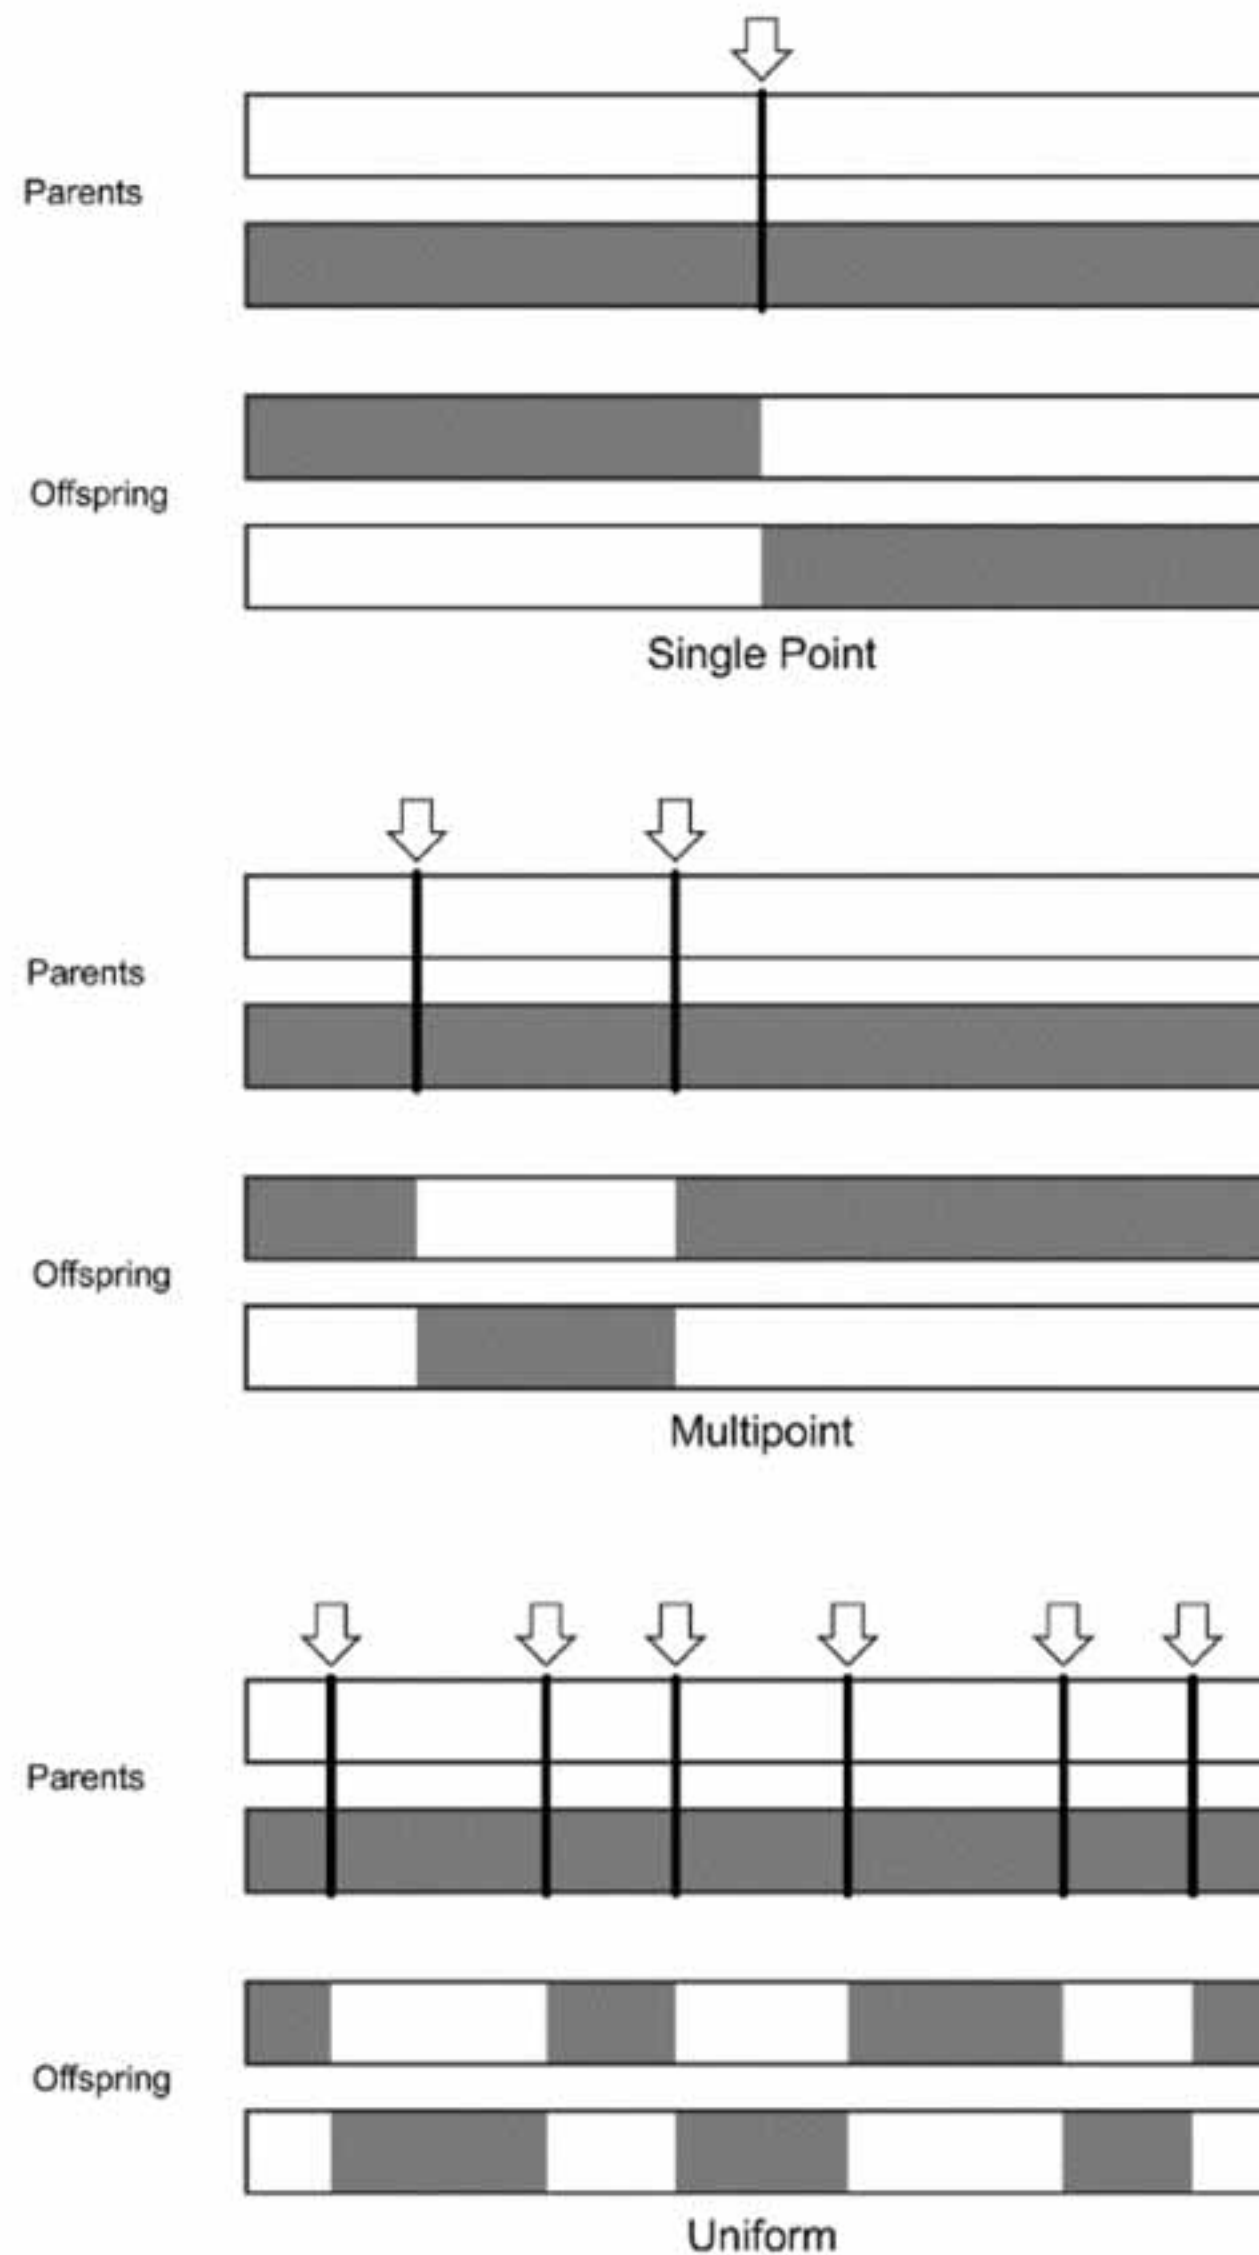 Parents
Offspring
Single Point
Parents
Offspring
Multipoint
Parents
Offspring
Uniform